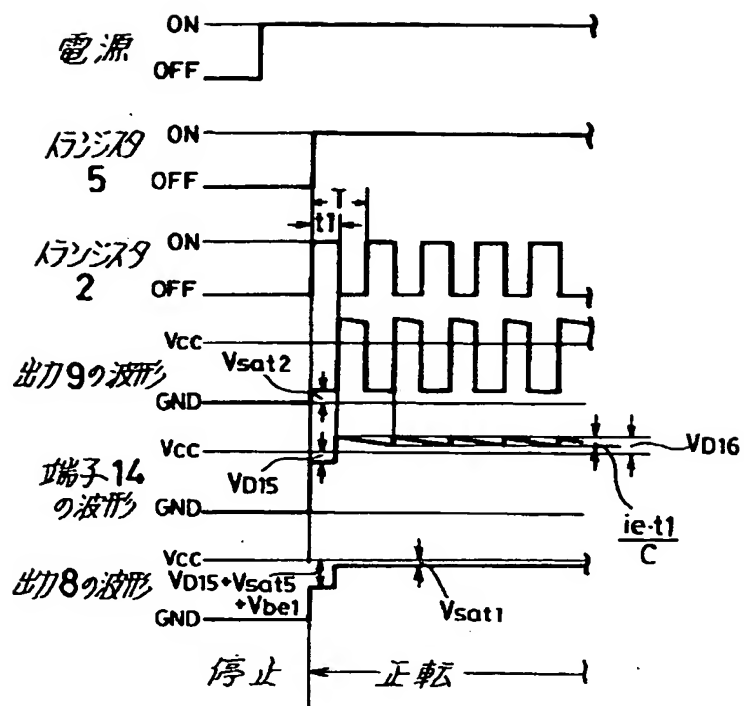 ON
電源
OFF
ON
トランジスタ
5
OFF
T
t1
ON
トランジスタ
2
OFF
Vcc
出力9の波形
Vsat2
GND
Vcc
VD15
VD16
端子14
の波形
GND
ie·t1
C
Vcc
出力8の波形
VD15+Vsat5
+Vbe1
Vsat1
GND
停止
正転